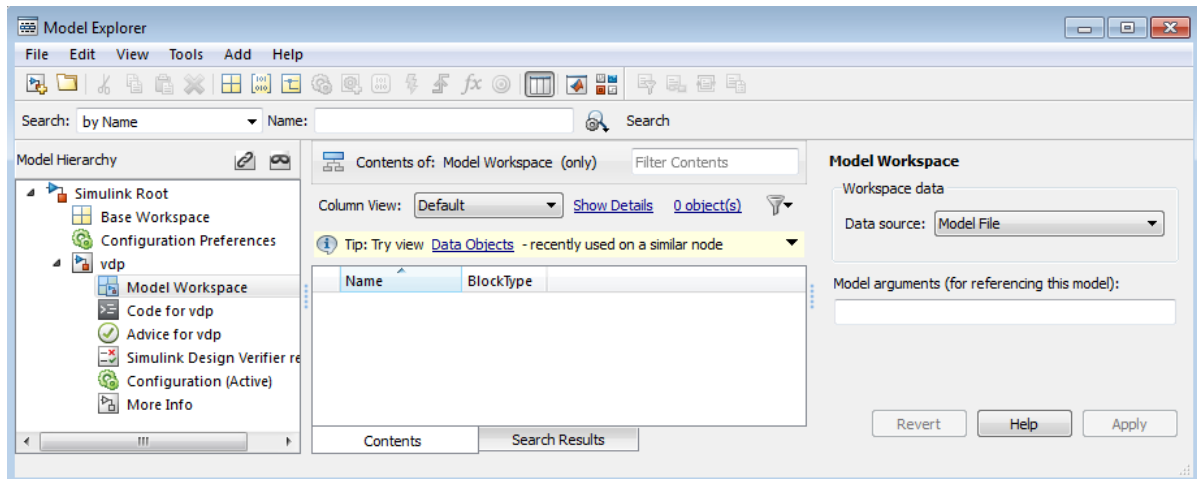 Model Explorer
File Edit View Tools Add Help
Search: by Name Name: Search
Model Hierarchy
Simulink Root
Base Workspace
Configuration Preferences
vdp
Model Workspace
Code for vdp
Advice for vdp
Simulink Design Verifier re
Configuration (Active)
More Info
Contents of: Model Workspace (only) Filter Contents
Column View: Default Show Details 0 object(s)
Tip: Try view Data Objects - recently used on a similar node
Name BlockType
Contents Search Results
Model Workspace
Workspace data
Data source: Model File
Model arguments (for referencing this model):
Revert Help Apply